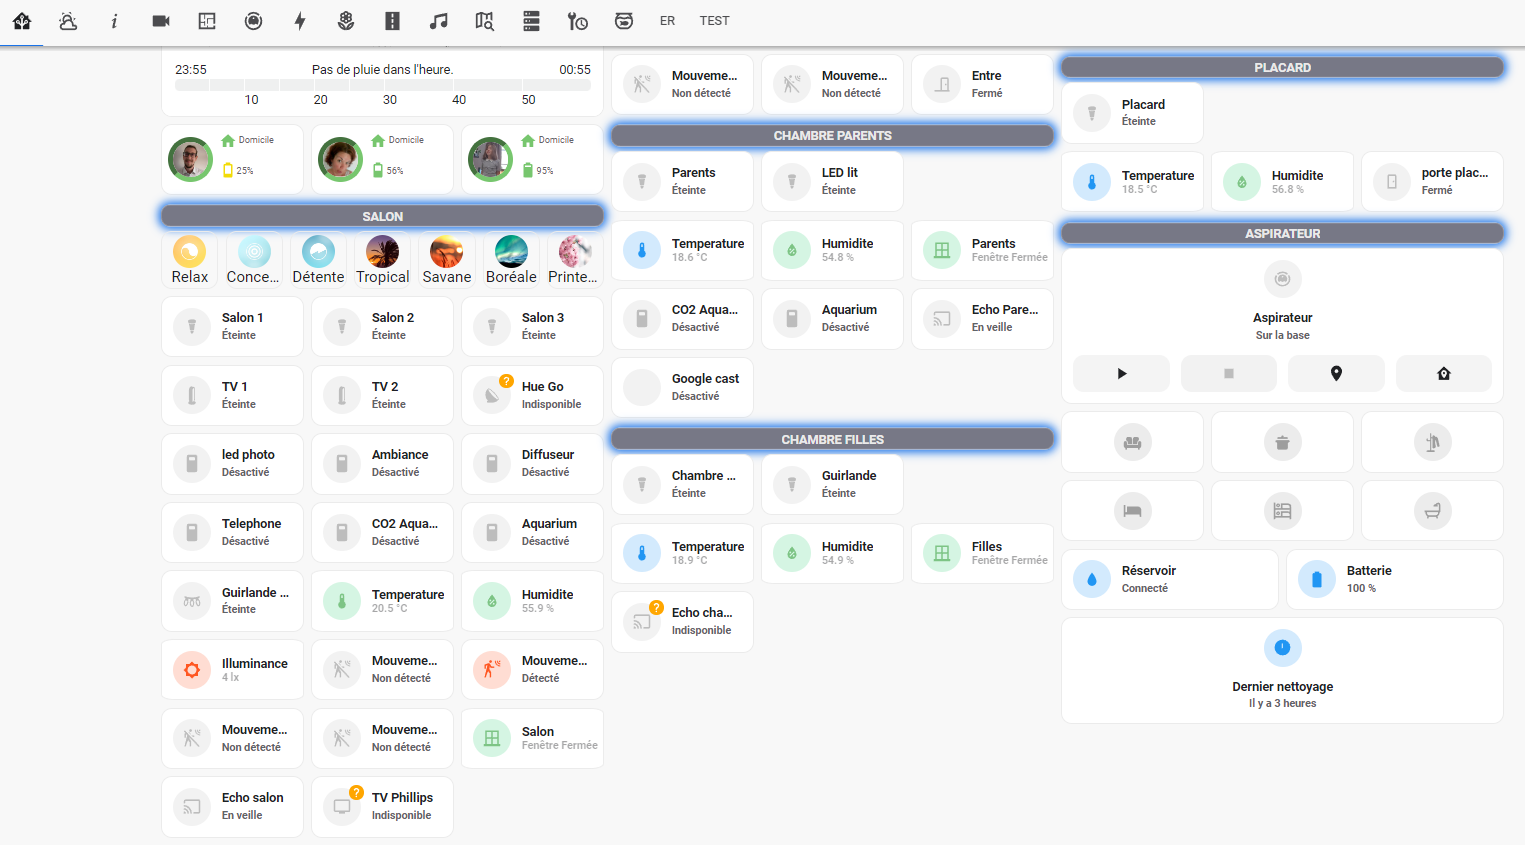 ER TEST
23:55 Pas de pluie dans l'heure. 00:55
10 20 30 40 50
Domicile
25%
Domicile
56%
Domicile
95%
SALON
Relax Conce... Détente Tropical Savane Boréale Printe...
Salon 1
Éteinte
Salon 2
Éteinte
Salon 3
Éteinte
TV 1
Éteinte
TV 2
Éteinte
?
Hue Go
Indisponible
led photo
Désactivé
Ambiance
Désactivé
Diffuseur
Désactivé
Telephone
Désactivé
CO2 Aqua...
Désactivé
Aquarium
Désactivé
Guirlande ...
Éteinte
Temperature
20.5 °C
Humidite
55.9 %
Illuminance
4 lx
Mouveme...
Non détecté
Mouveme...
Détecté
Mouveme...
Non détecté
Mouveme...
Non détecté
Salon
Fenêtre Fermée
Echo salon
En veille
?
TV Phillips
Indisponible
Mouveme...
Non détecté
Mouveme...
Non détecté
Entre
Fermé
CHAMBRE PARENTS
Parents
Éteinte
LED lit
Éteinte
Temperature
18.6 °C
Humidite
54.8 %
Parents
Fenêtre Fermée
CO2 Aqua...
Désactivé
Aquarium
Désactivé
Echo Pare...
En veille
Google cast
Désactivé
CHAMBRE FILLES
Chambre ...
Éteinte
Guirlande
Éteinte
Temperature
18.9 °C
Humidite
54.9 %
Filles
Fenêtre Fermée
?
Echo cha...
Indisponible
PLACARD
Placard
Éteinte
Temperature
18.5 °C
Humidite
56.8 %
porte plac...
Fermé
ASPIRATEUR
Aspirateur
Sur la base
Réservoir
Connecté
Batterie
100 %
Dernier nettoyage
Il y a 3 heures